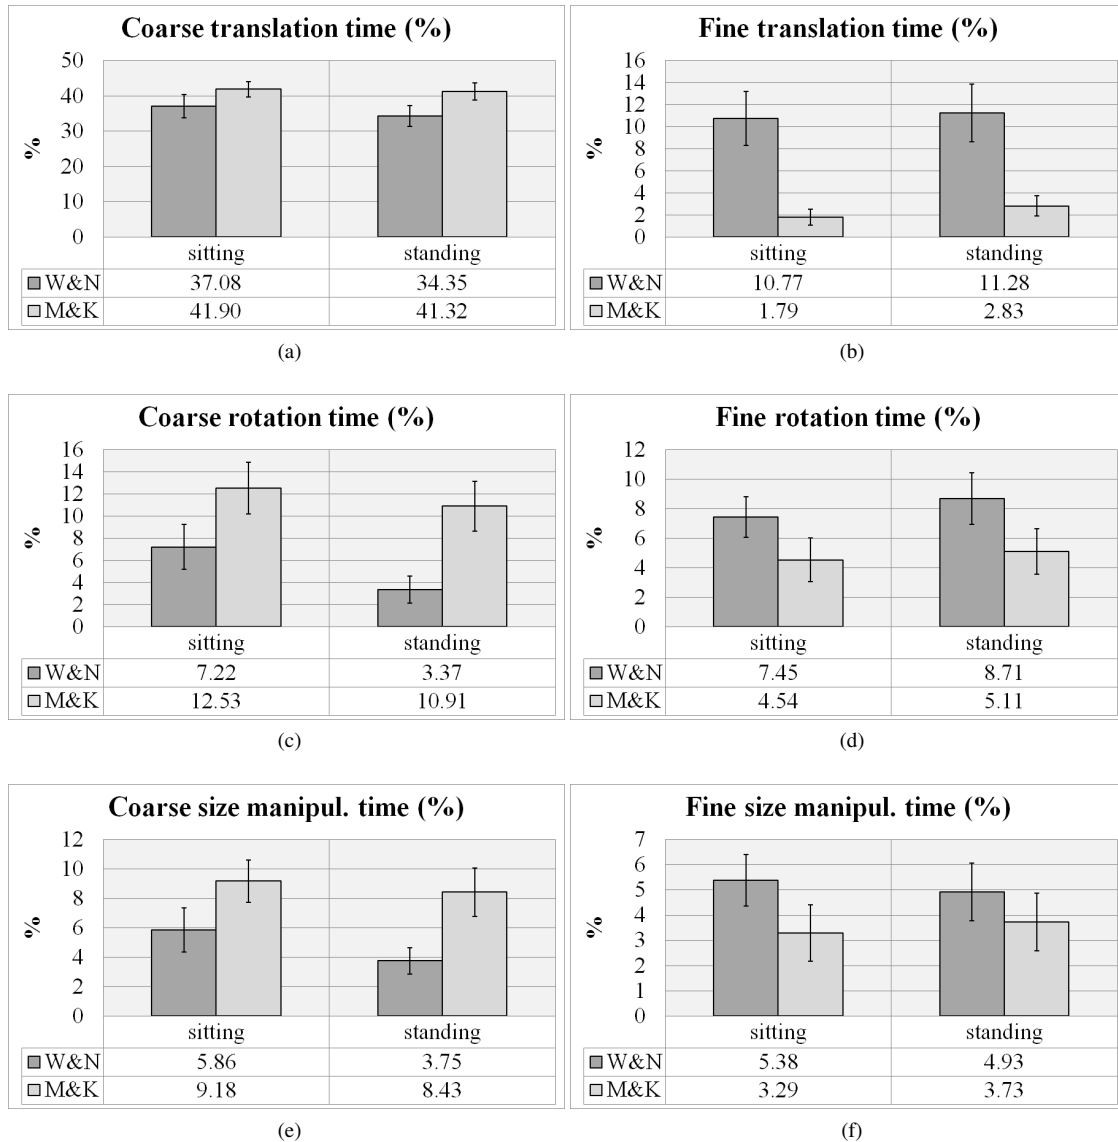 Coarse translation time (%)
50
40
30
20
10
0
%
sitting standing
W&N 37.08 34.35
M&K 41.90 41.32
(a)
Fine translation time (%)
16
14
12
10
8
6
4
2
0
%
sitting standing
W&N 10.77 11.28
M&K 1.79 2.83
(b)
Coarse rotation time (%)
16
14
12
10
8
6
4
2
0
%
sitting standing
W&N 7.22 3.37
M&K 12.53 10.91
(c)
Fine rotation time (%)
12
10
8
6
4
2
0
%
sitting standing
W&N 7.45 8.71
M&K 4.54 5.11
(d)
Coarse size manipul. time (%)
12
10
8
6
4
2
0
%
sitting standing
W&N 5.86 3.75
M&K 9.18 8.43
(e)
Fine size manipul. time (%)
7
6
5
4
3
2
1
0
%
sitting standing
W&N 5.38 4.93
M&K 3.29 3.73
(f)